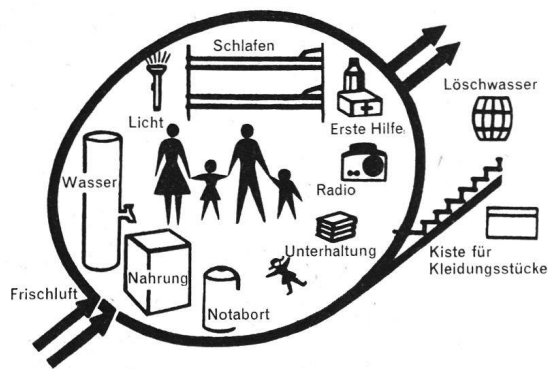 Schlafen
Löschwasser
Licht
Erste Hilfe
Wasser
Radio
Unterhaltung
Kiste für
Kleidungsstücke
Nahrung
Frischluft
Notabort